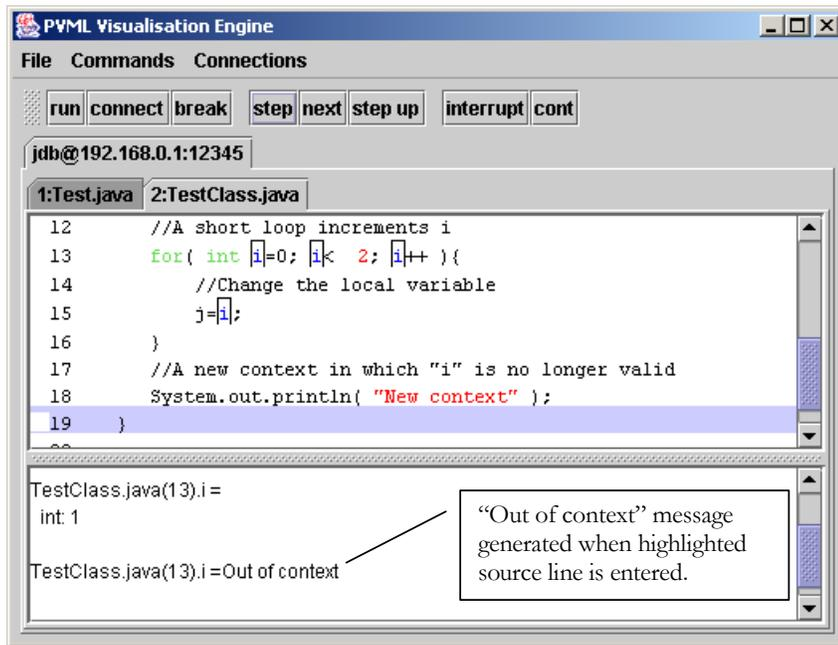 PVML Visualisation Engine
File Commands Connections
run connect break step next step up interrupt cont
jdb@192.168.0.1:12345
1:Test.java 2:TestClass.java
12 //A short loop increments i
13 for( int i=0; i< 2; i++ ){
14 //Change the local variable
15 j=i;
16 }
17 //A new context in which "i" is no longer valid
18 System.out.println( "New context" );
19 }
TestClass.java(13).i =
int: 1
TestClass.java(13).i =Out of context
“Out of context” message
generated when highlighted
source line is entered.